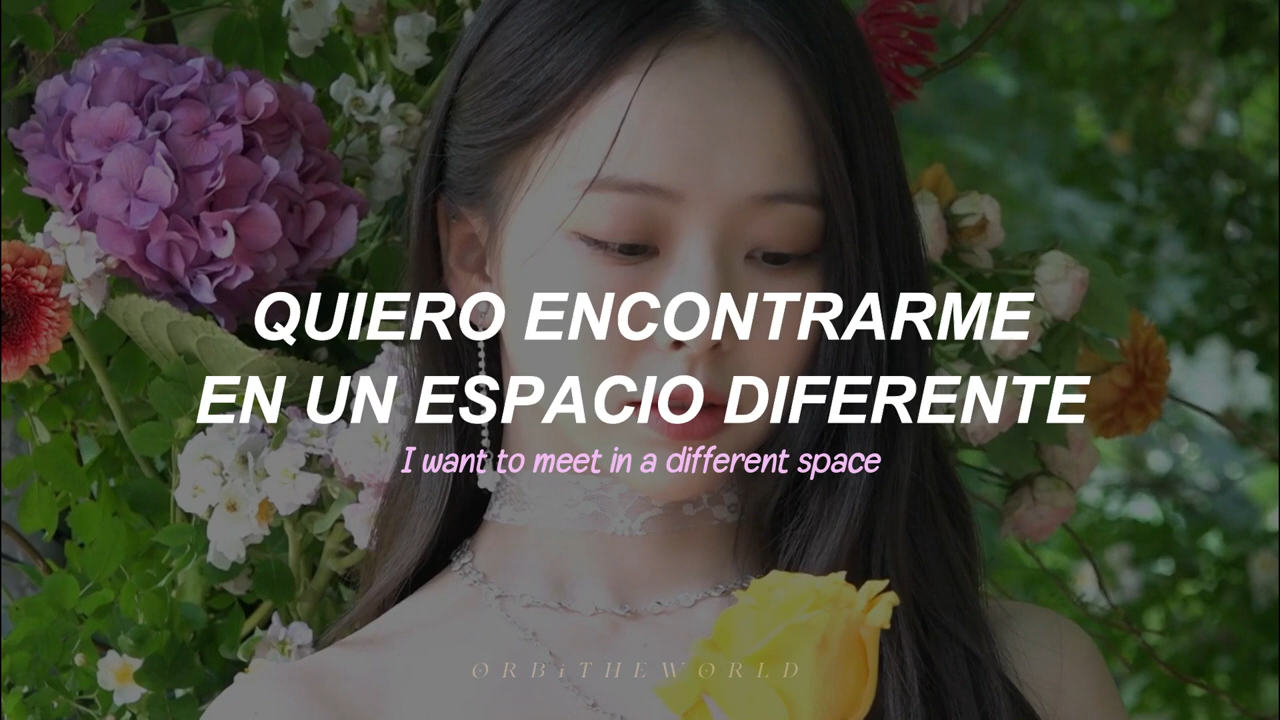 QUIERO ENCONTRARME
EN UN ESPACIO DIFERENTE
I want to meet in a different space
ORBiTHEWORLD